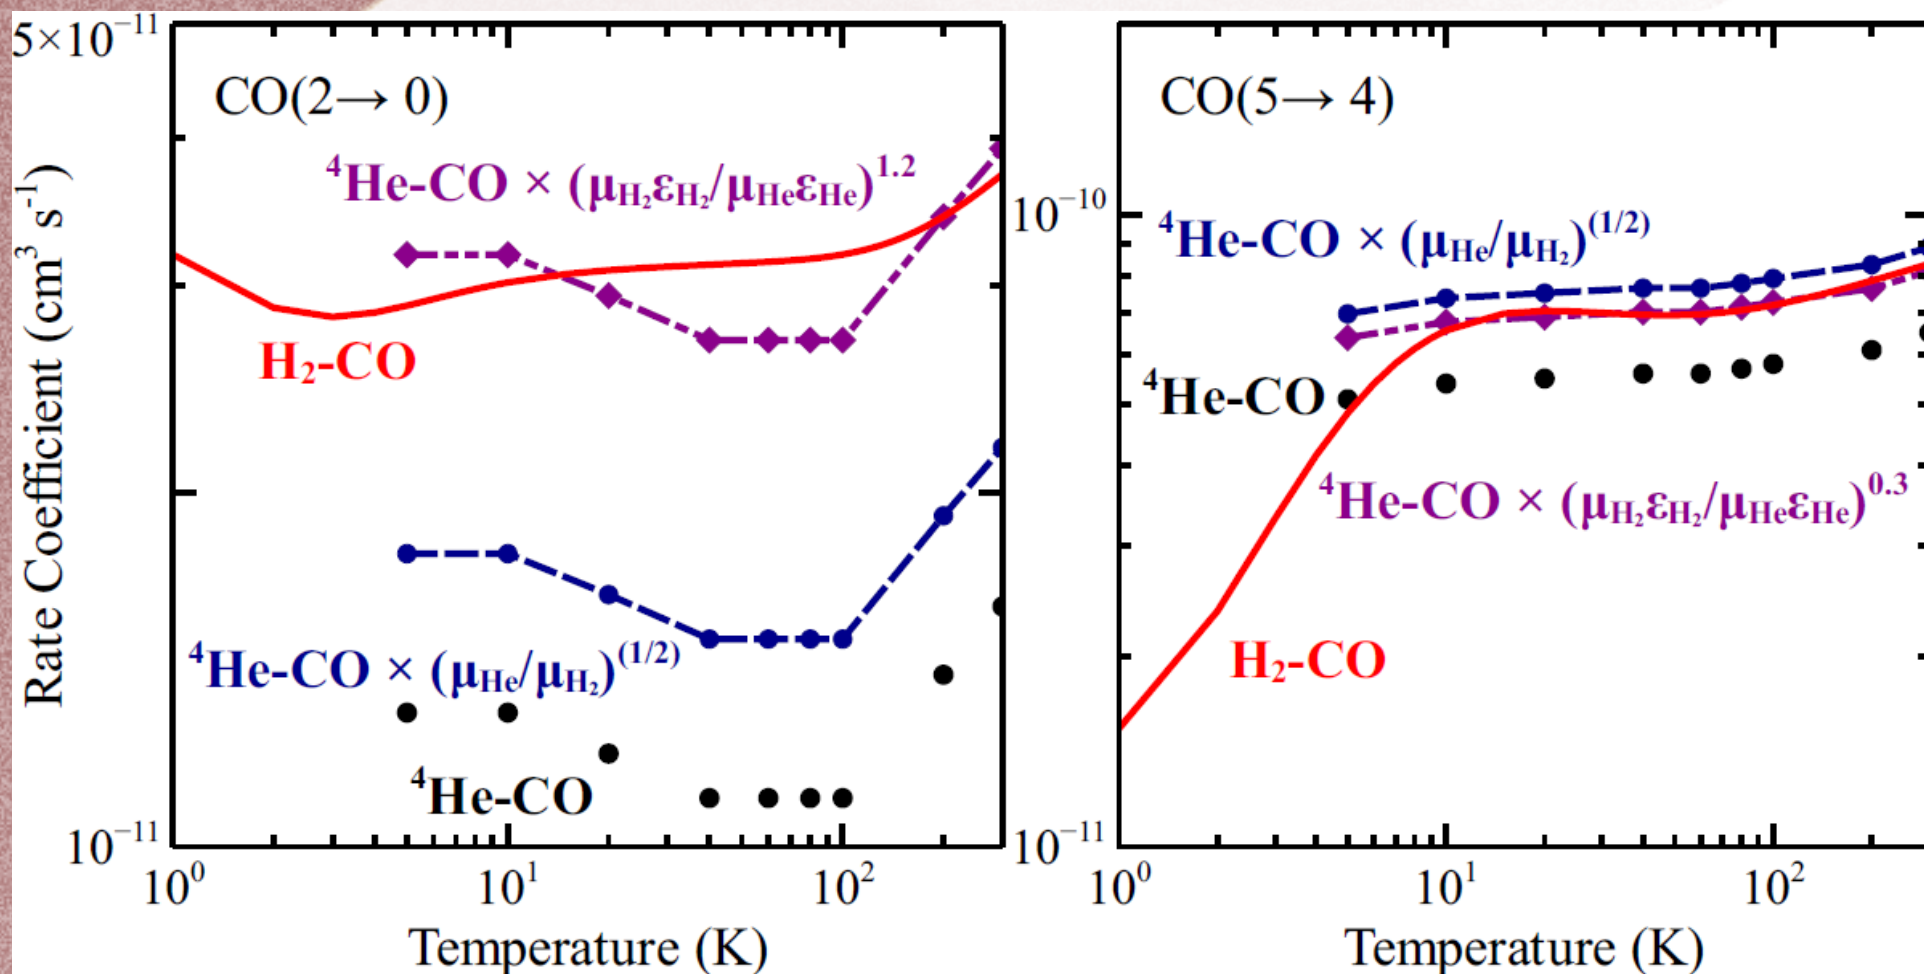 5×10⁻¹¹
CO(2→ 0)
⁴He-CO × (μH₂εH₂/μHeεHe)¹·²
H₂-CO
⁴He-CO × (μHe/μH₂)⁽¹/²⁾
⁴He-CO
10⁻¹¹
10⁰ 10¹ 10²
Temperature (K)
Rate Coefficient (cm³ s⁻¹)
CO(5→ 4)
10⁻¹⁰
⁴He-CO × (μHe/μH₂)⁽¹/²⁾
⁴He-CO
⁴He-CO × (μH₂εH₂/μHeεHe)⁰·³
H₂-CO
10⁻¹¹
10⁰ 10¹ 10²
Temperature (K)